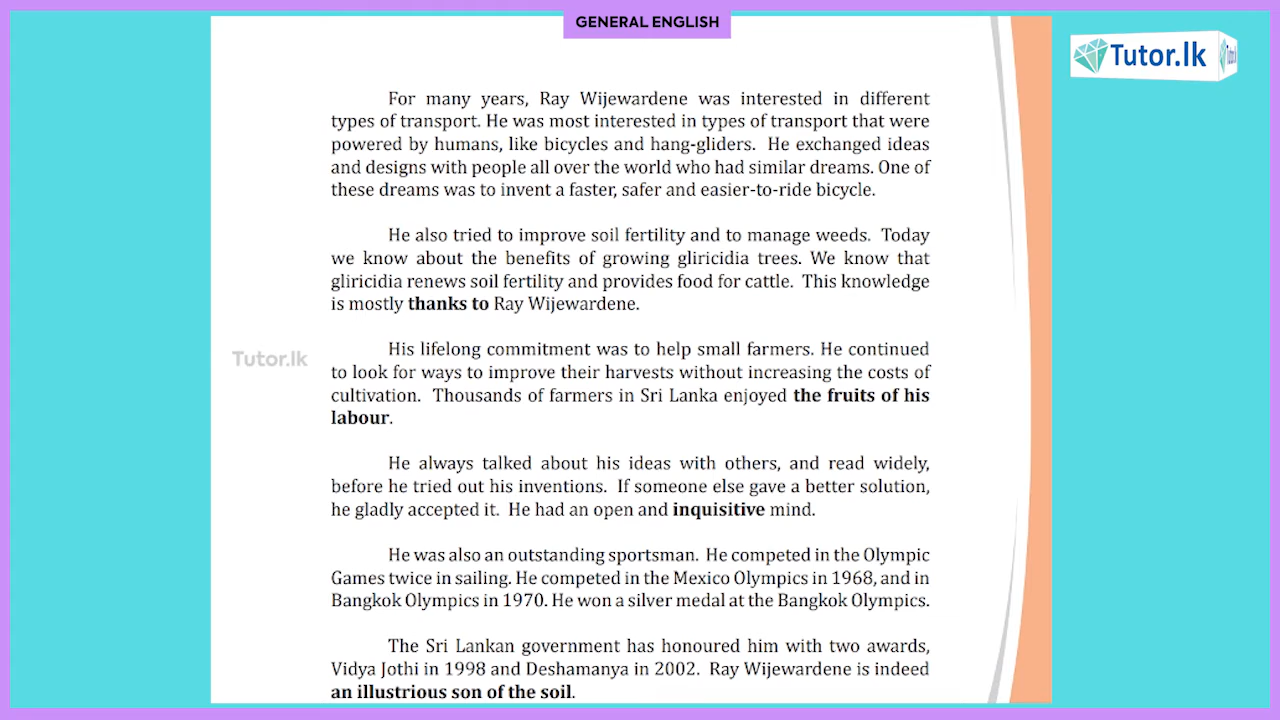 GENERAL ENGLISH
Tutor.lk
For many years, Ray Wijewardene was interested in different
types of transport. He was most interested in types of transport that were
powered by humans, like bicycles and hang-gliders. He exchanged ideas
and designs with people all over the world who had similar dreams. One of
these dreams was to invent a faster, safer and easier-to-ride bicycle.
He also tried to improve soil fertility and to manage weeds. Today
we know about the benefits of growing gliricidia trees. We know that
gliricidia renews soil fertility and provides food for cattle. This knowledge
is mostly thanks to Ray Wijewardene.
His lifelong commitment was to help small farmers. He continued
Tutor.lk
to look for ways to improve their harvests without increasing the costs of
cultivation. Thousands of farmers in Sri Lanka enjoyed the fruits of his
labour.
He always talked about his ideas with others, and read widely,
before he tried out his inventions. If someone else gave a better solution,
he gladly accepted it. He had an open and inquisitive mind.
He was also an outstanding sportsman. He competed in the Olympic
Games twice in sailing. He competed in the Mexico Olympics in 1968, and in
Bangkok Olympics in 1970. He won a silver medal at the Bangkok Olympics.
The Sri Lankan government has honoured him with two awards,
Vidya Jothi in 1998 and Deshamanya in 2002. Ray Wijewardene is indeed
an illustrious son of the soil.